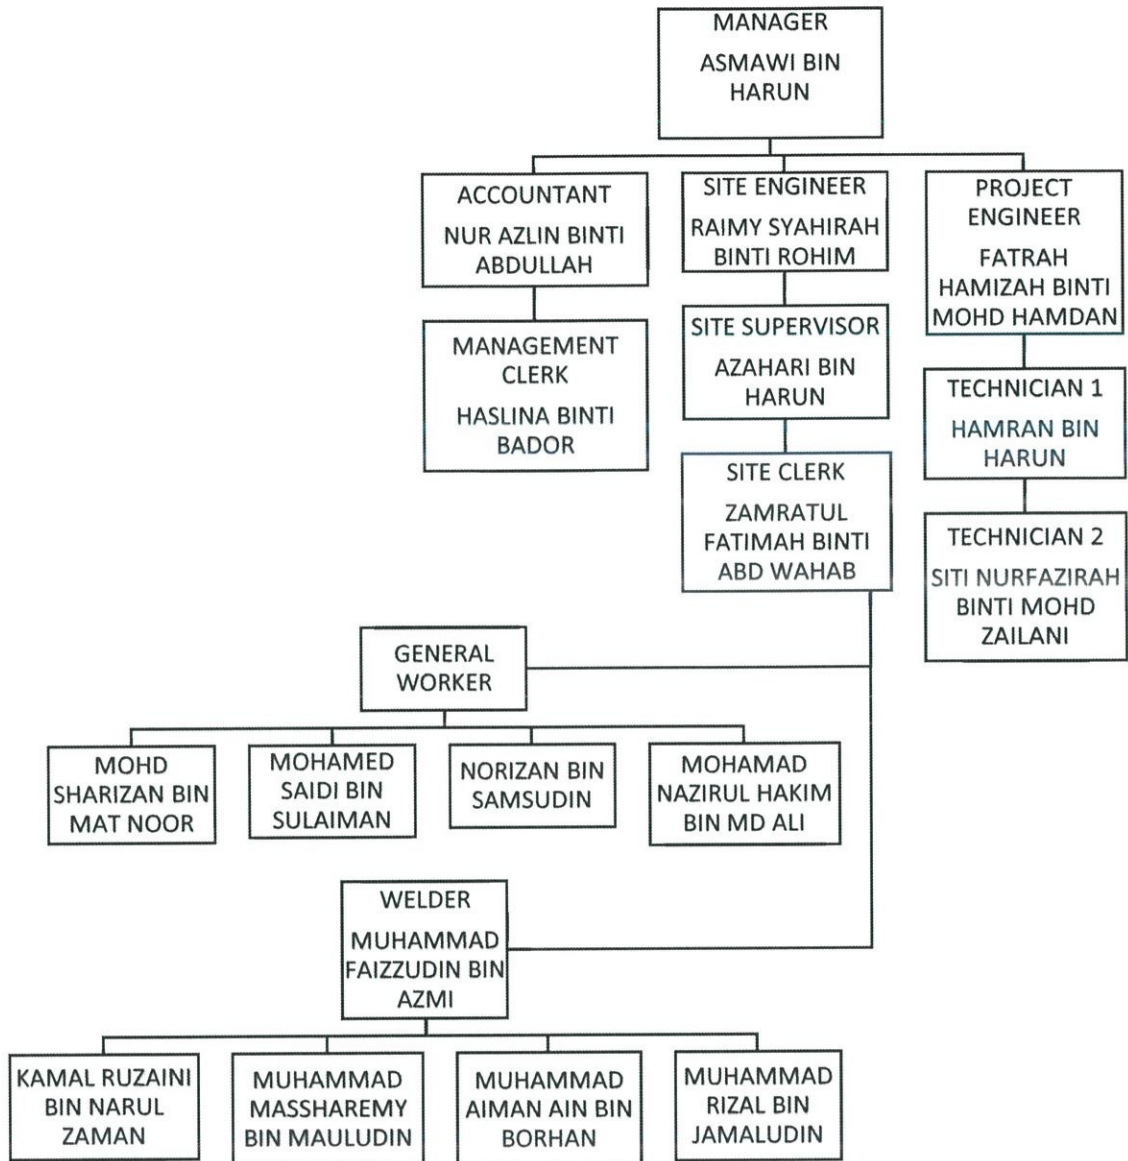 MANAGER
ASMAWI BIN
HARUN
ACCOUNTANT
NUR AZLIN BINTI
ABDULLAH
SITE ENGINEER
RAIMY SYAHIRAH
BINTI ROHIM
PROJECT
ENGINEER
FATRAH
HAMIZAH BINTI
MOHD HAMDAN
MANAGEMENT
CLERK
HASLINA BINTI
BADOR
SITE SUPERVISOR
AZAHARI BIN
HARUN
TECHNICIAN 1
HAMRAN BIN
HARUN
SITE CLERK
ZAMRATUL
FATIMAH BINTI
ABD WAHAB
TECHNICIAN 2
SITI NURFAZIRAH
BINTI MOHD
ZAILANI
GENERAL
WORKER
MOHD
SHARIZAN BIN
MAT NOOR
MOHAMED
SAIDI BIN
SULAIMAN
NORIZAN BIN
SAMSUDIN
MOHAMAD
NAZIRUL HAKIM
BIN MD ALI
WELDER
MUHAMMAD
FAIZZUDIN BIN
AZMI
KAMAL RUZAINI
BIN NARUL
ZAMAN
MUHAMMAD
MASSHAREMY
BIN MAULUDIN
MUHAMMAD
AIMAN AIN BIN
BORHAN
MUHAMMAD
RIZAL BIN
JAMALUDIN